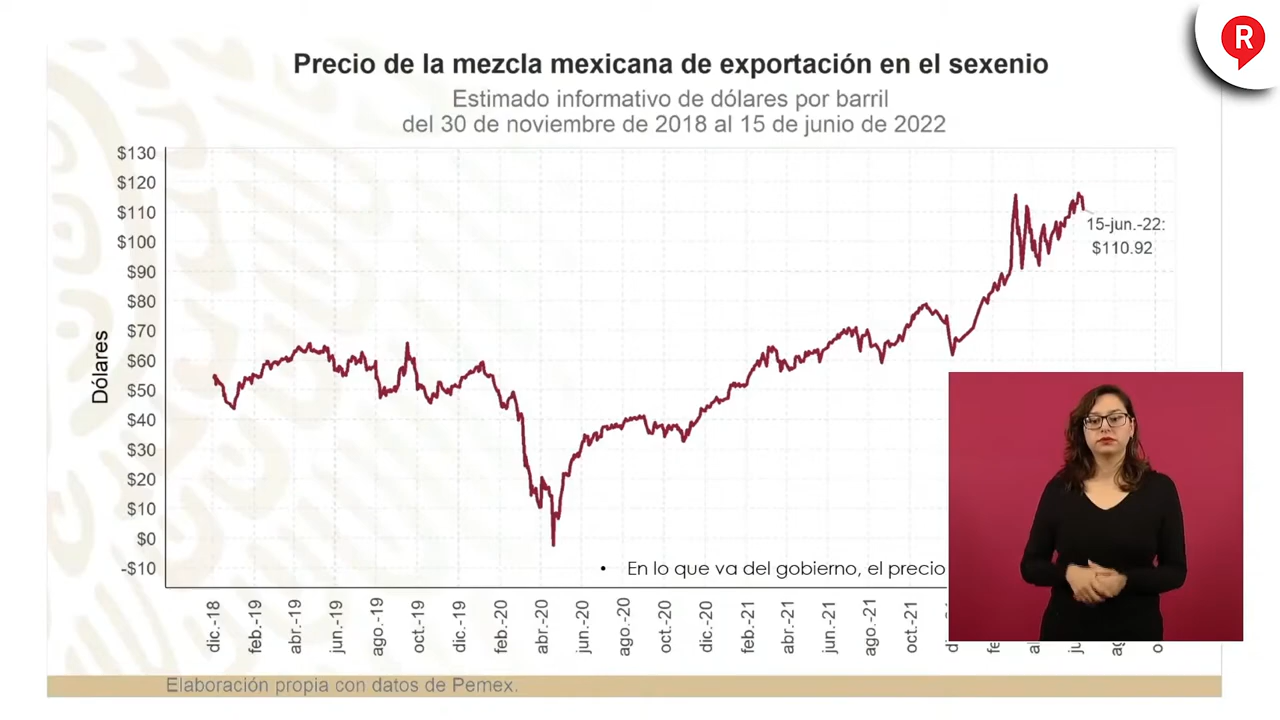 R
Precio de la mezcla mexicana de exportación en el sexenio
Estimado informativo de dólares por barril
del 30 de noviembre de 2018 al 15 de junio de 2022
Dólares
$130
$120
$110
$100
$90
$80
$70
$60
$50
$40
$30
$20
$10
$0
-$10
15-jun.-22:
$110.92
• En lo que va del gobierno, el precio
dic.-18
feb.-19
abr.-19
jun.-19
ago.-19
oct.-19
dic.-19
feb.-20
abr.-20
jun.-20
ago.-20
oct.-20
dic.-20
feb.-21
abr.-21
jun.-21
ago.-21
oct.-21
Elaboración propia con datos de Pemex.